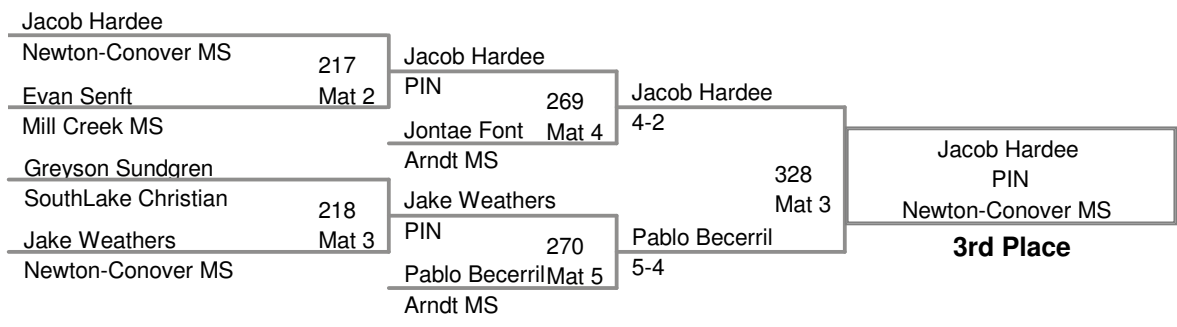 Jacob Hardee
Newton-Conover MS
217
Mat 2
Evan Senft
Mill Creek MS
Greyson Sundgren
SouthLake Christian
218
Mat 3
Jake Weathers
Newton-Conover MS
Jacob Hardee
PIN
269
Mat 4
Jontae Font
Arndt MS
Jake Weathers
PIN
270
Mat 5
Pablo Becerril
Arndt MS
Jacob Hardee
4-2
328
Mat 3
Pablo Becerril
5-4
Jacob Hardee
PIN
Newton-Conover MS
3rd Place